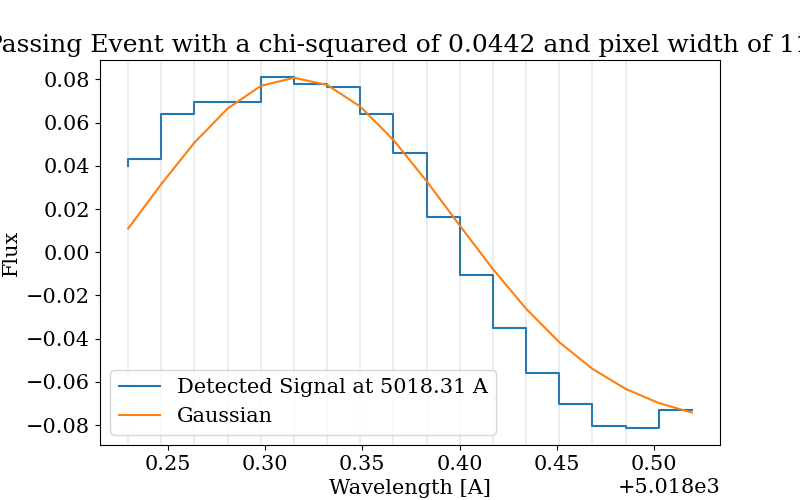 Passing Event with a chi-squared of 0.0442 and pixel width of 11
Flux
0.08
0.06
0.04
0.02
0.00
−0.02
−0.04
−0.06
−0.08
Detected Signal at 5018.31 A
Gaussian
0.25 0.30 0.35 0.40 0.45 0.50
+5.018e3
Wavelength [A]